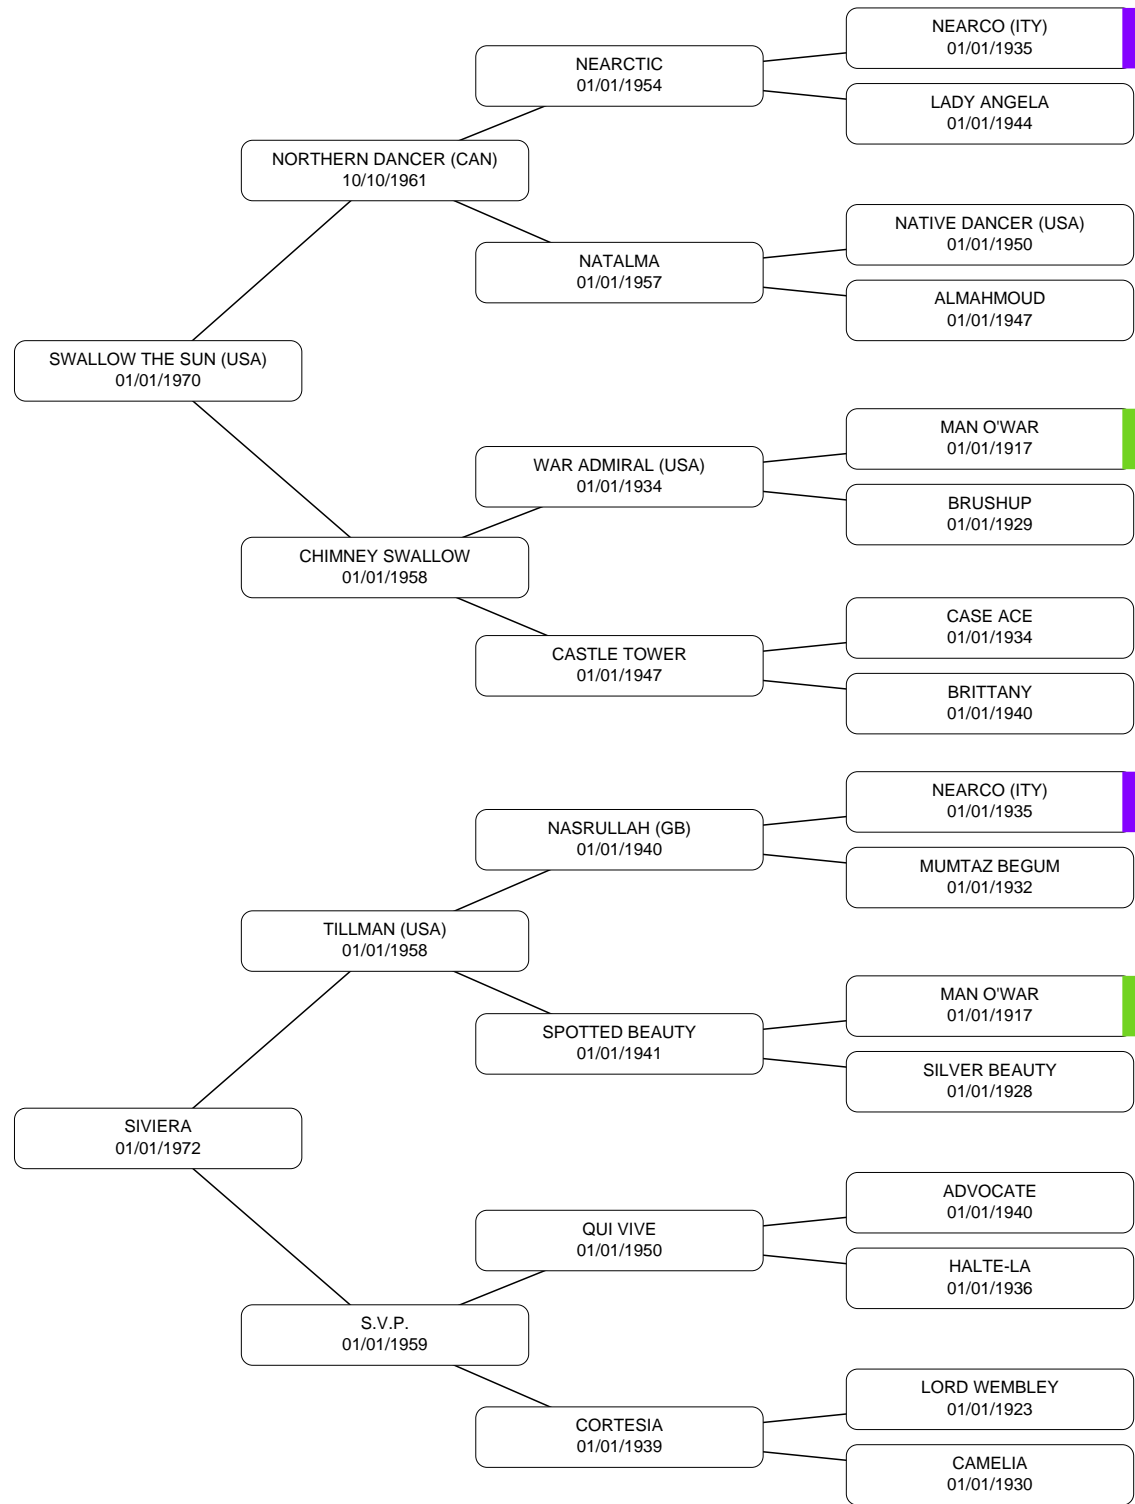 NEARCO (ITY)
01/01/1935
NEARCTIC
01/01/1954
LADY ANGELA
01/01/1944
NORTHERN DANCER (CAN)
10/10/1961
NATIVE DANCER (USA)
01/01/1950
NATALMA
01/01/1957
ALMAHMOUD
01/01/1947
SWALLOW THE SUN (USA)
01/01/1970
MAN O'WAR
01/01/1917
WAR ADMIRAL (USA)
01/01/1934
BRUSHUP
01/01/1929
CHIMNEY SWALLOW
01/01/1958
CASE ACE
01/01/1934
CASTLE TOWER
01/01/1947
BRITTANY
01/01/1940
NEARCO (ITY)
01/01/1935
NASRULLAH (GB)
01/01/1940
MUMTAZ BEGUM
01/01/1932
TILLMAN (USA)
01/01/1958
MAN O'WAR
01/01/1917
SPOTTED BEAUTY
01/01/1941
SILVER BEAUTY
01/01/1928
SIVIERA
01/01/1972
ADVOCATE
01/01/1940
QUI VIVE
01/01/1950
HALTE-LA
01/01/1936
S.V.P.
01/01/1959
LORD WEMBLEY
01/01/1923
CORTESIA
01/01/1939
CAMELIA
01/01/1930